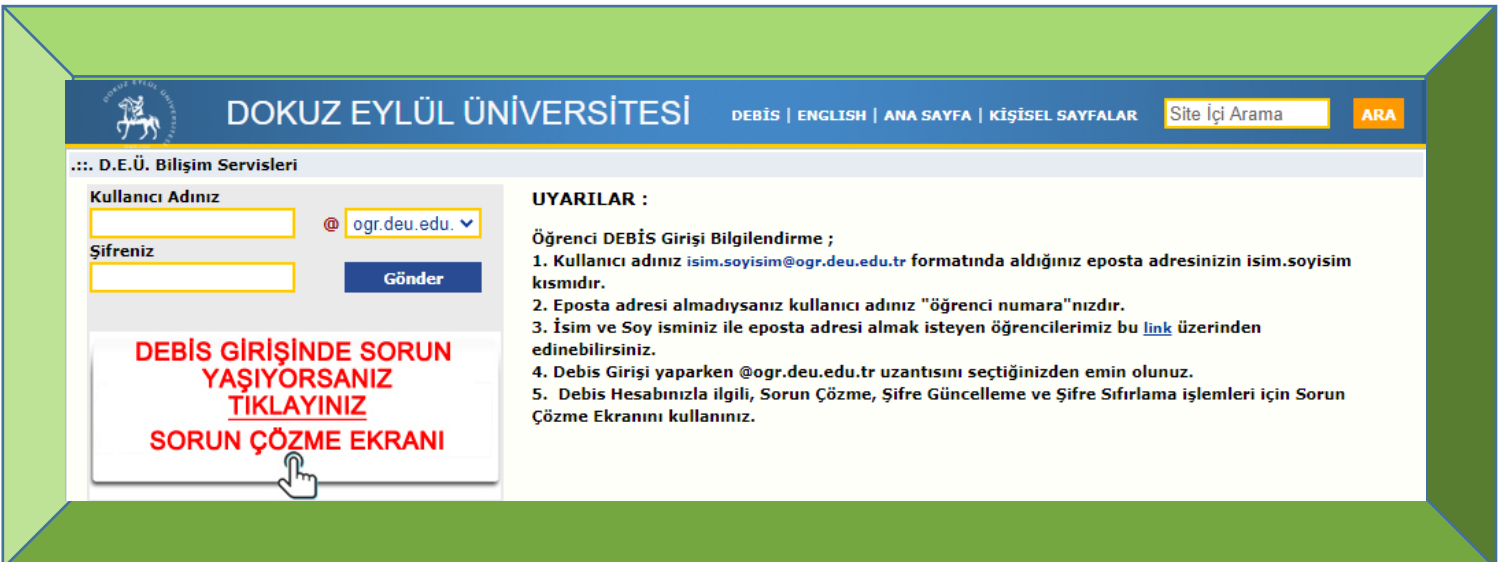 DOKUZ EYLÜL ÜNİVERSİTESİ
DOKUZ EYLÜL ÜNİVERSİTESİ
DEBİS | ENGLISH | ANA SAYFA | KİŞİSEL SAYFALAR
Site İçi Arama
ARA
.::. D.E.Ü. Bilişim Servisleri
Kullanıcı Adınız
@ ogr.deu.edu.
Şifreniz
Gönder
DEBİS GİRİŞİNDE SORUN
YAŞIYORSANIZ
TIKLAYINIZ
SORUN ÇÖZME EKRANI
UYARILAR :
Öğrenci DEBİS Girişi Bilgilendirme ;
1. Kullanıcı adınız isim.soyisim@ogr.deu.edu.tr formatında aldığınız eposta adresinizin isim.soyisim
kısmıdır.
2. Eposta adresi almadıysanız kullanıcı adınız "öğrenci numara"nızdır.
3. İsim ve Soy isminiz ile eposta adresi almak isteyen öğrencilerimiz bu link üzerinden
edinebilirsiniz.
4. Debis Girişi yaparken @ogr.deu.edu.tr uzantısını seçtiğinizden emin olunuz.
5. Debis Hesabınızla ilgili, Sorun Çözme, Şifre Güncelleme ve Şifre Sıfırlama işlemleri için Sorun
Çözme Ekranını kullanınız.